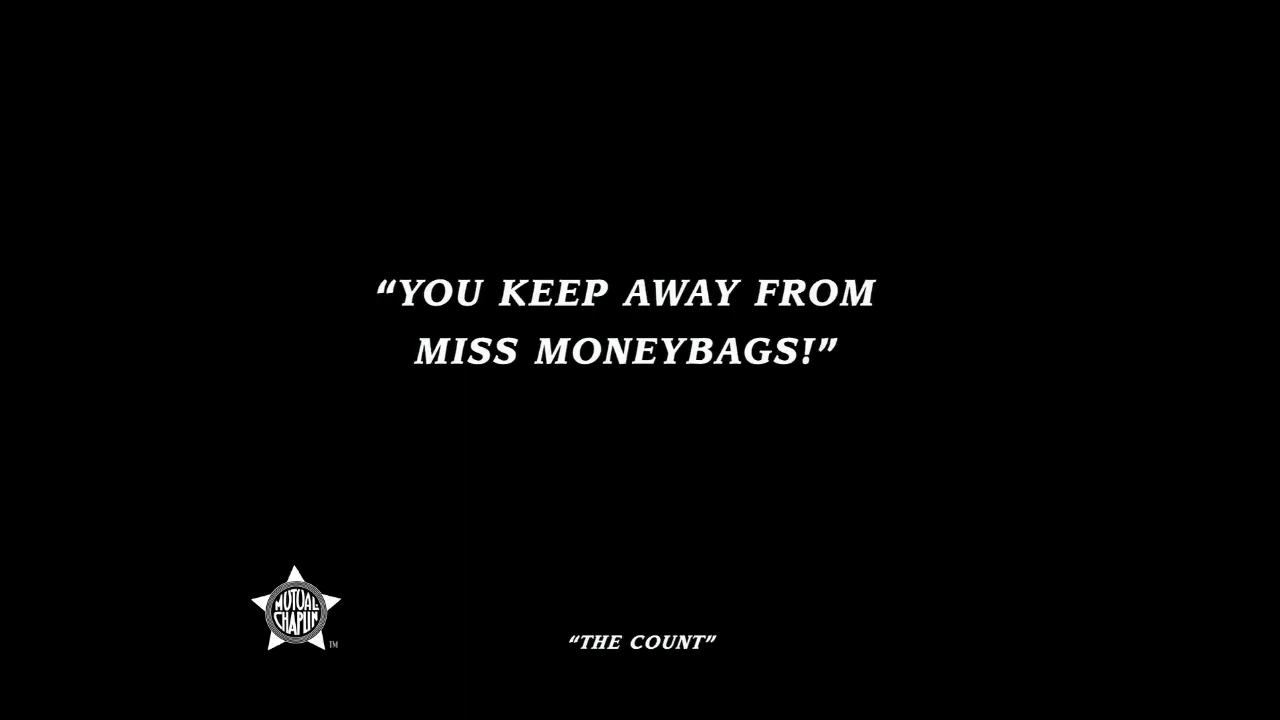 “YOU KEEP AWAY FROM
MISS MONEYBAGS!”
MUTUAL
CHAPLIN
TM
“THE COUNT”